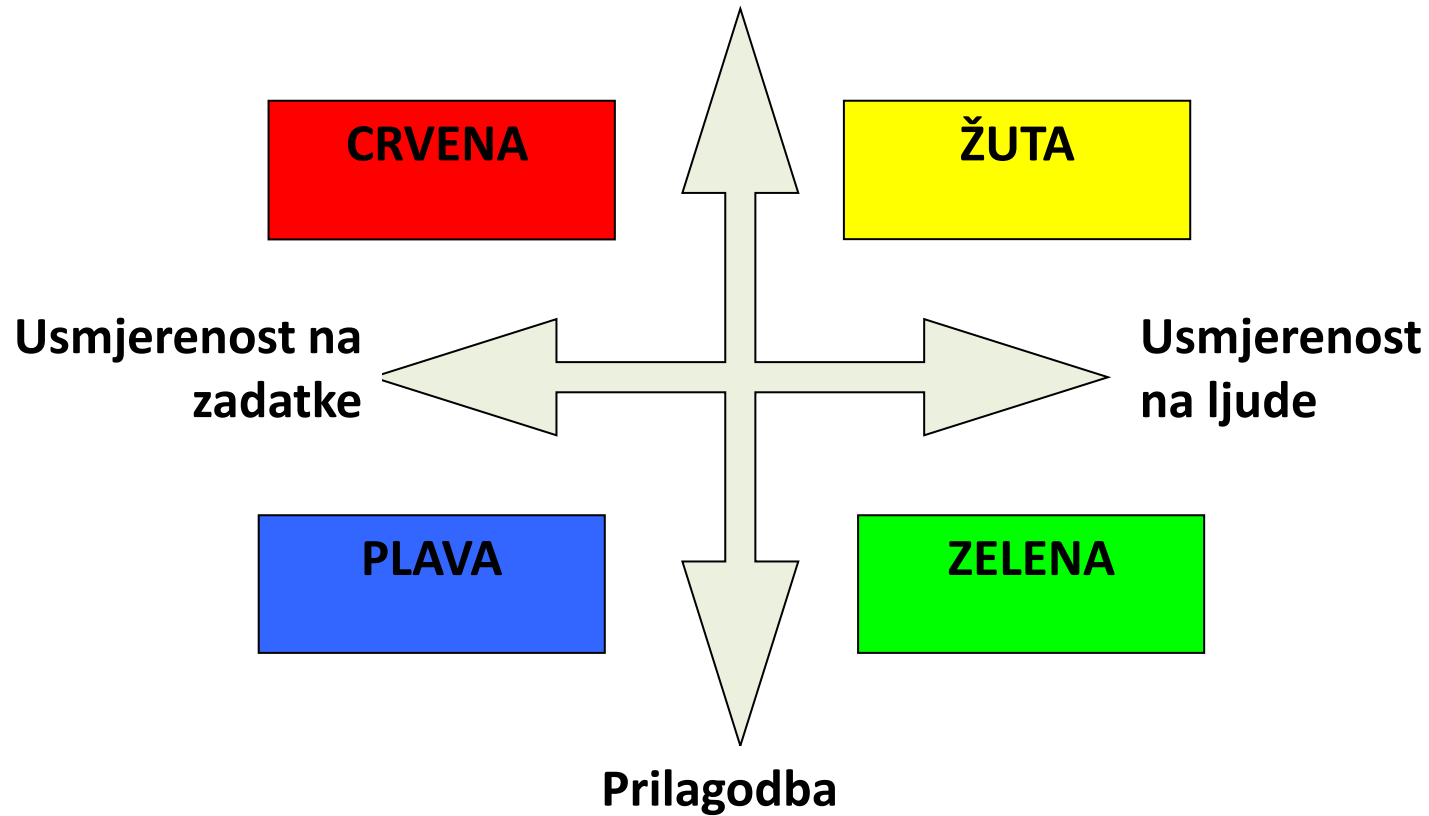 CRVENA
ŽUTA
Usmjerenost na
zadatke
Usmjerenost
na ljude
PLAVA
ZELENA
Prilagodba